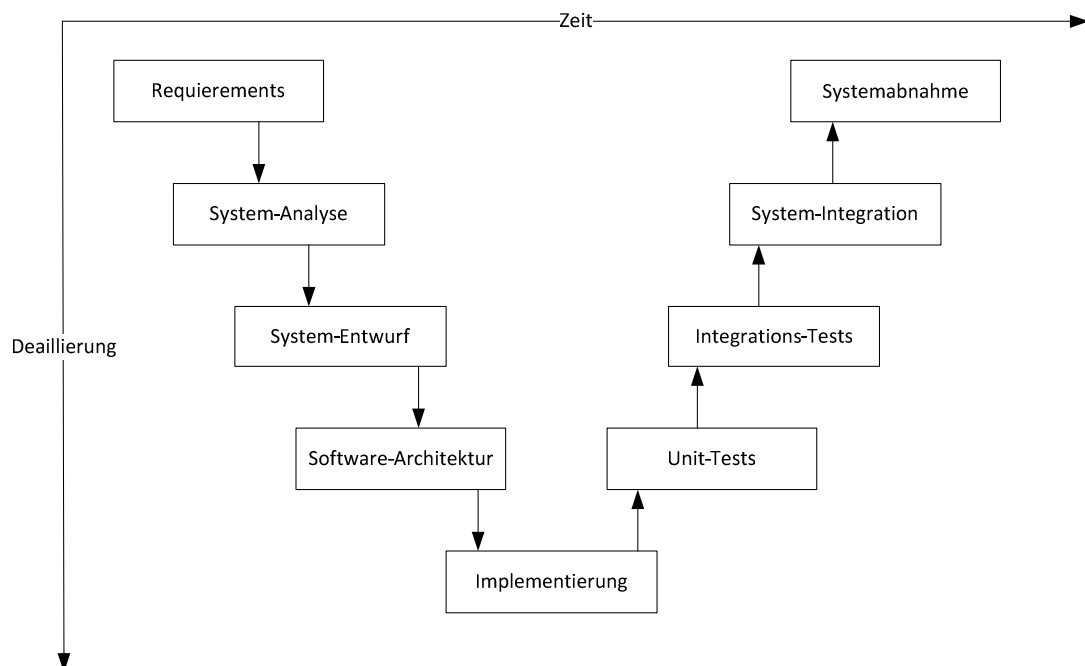 Zeit
Requierements
Systemabnahme
System-Analyse
System-Integration
System-Entwurf
Integrations-Tests
Deaillierung
Software-Architektur
Unit-Tests
Implementierung